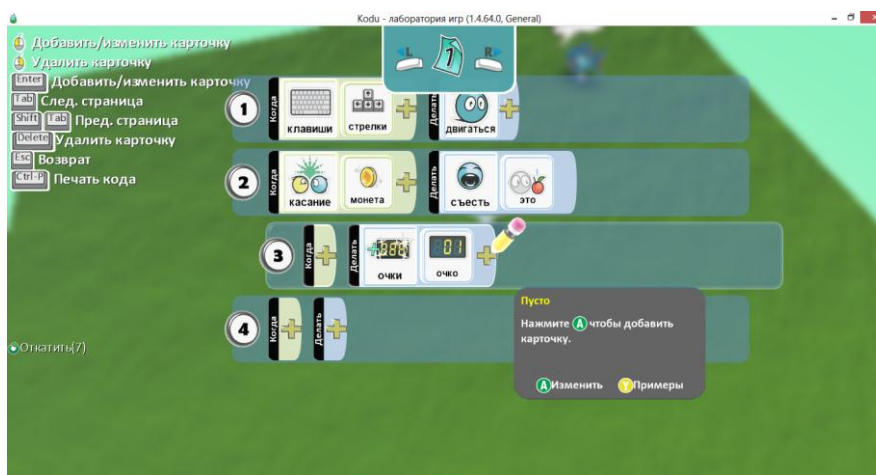 Kodu - лаборатория игр (1.4.64.0, General)
Добавить/изменить карточку
Удалить карточку
Enter Добавить/изменить карточку
Tab След. страница
Shift Tab Пред. страница
Delete Удалить карточку
Esc Возврат
Ctrl-P Печать кода
L 1 R
1 Когда клавиши стрелки Делать двигаться
2 Когда касание монета Делать съесть это
3 Когда Делать очки 01 очко
4 Когда Делать
Пусто
Нажмите A чтобы добавить
карточку.
A Изменить Y Примеры
Откатить(7)